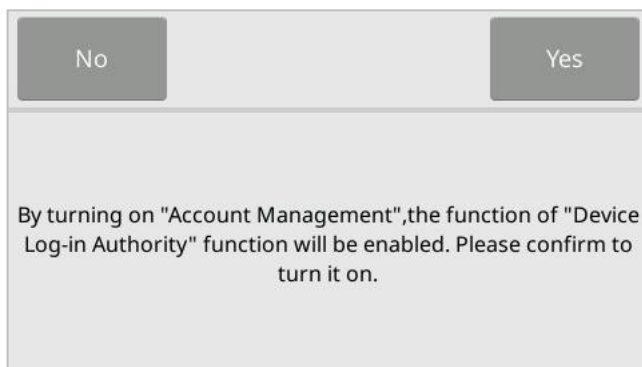 No
Yes
By turning on "Account Management",the function of "Device
Log-in Authority" function will be enabled. Please confirm to
turn it on.